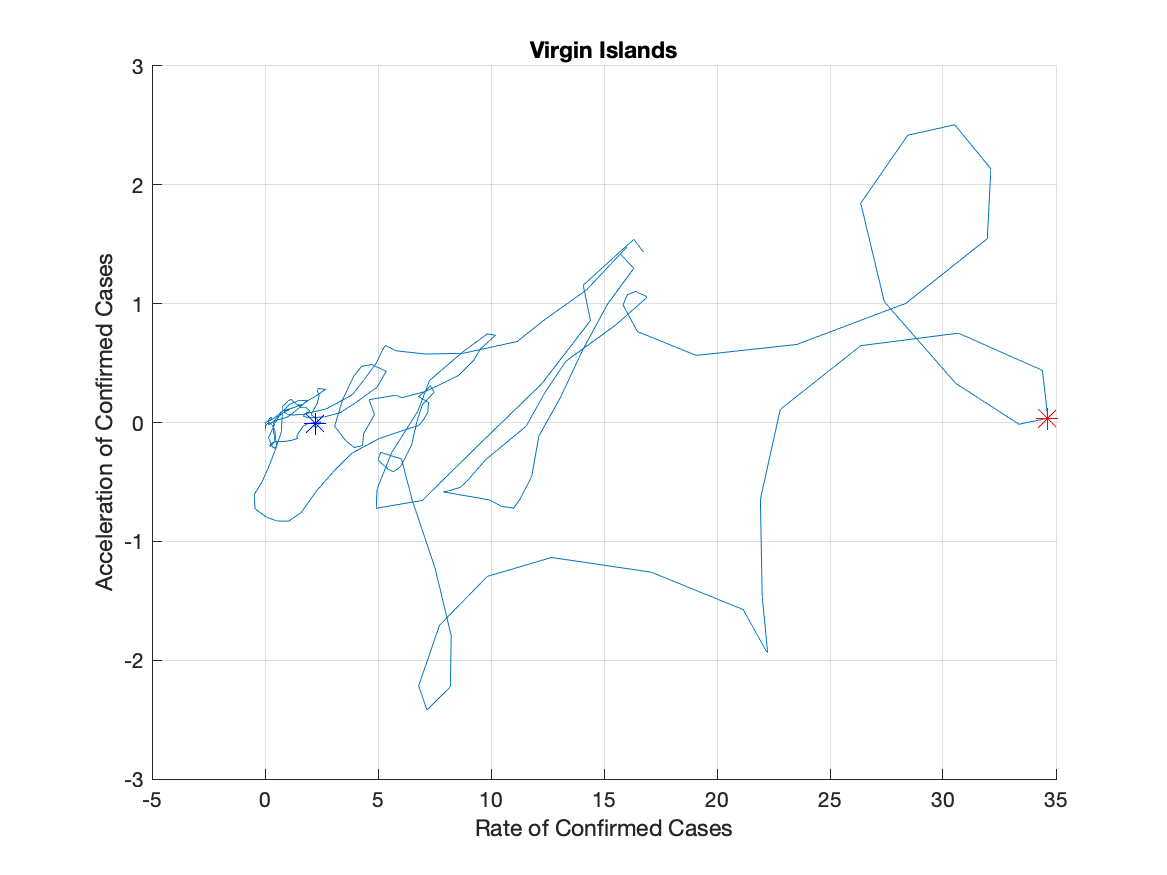 Virgin Islands
Acceleration of Confirmed Cases
3
2
1
0
-1
-2
-3
-5 0 5 10 15 20 25 30 35
Rate of Confirmed Cases